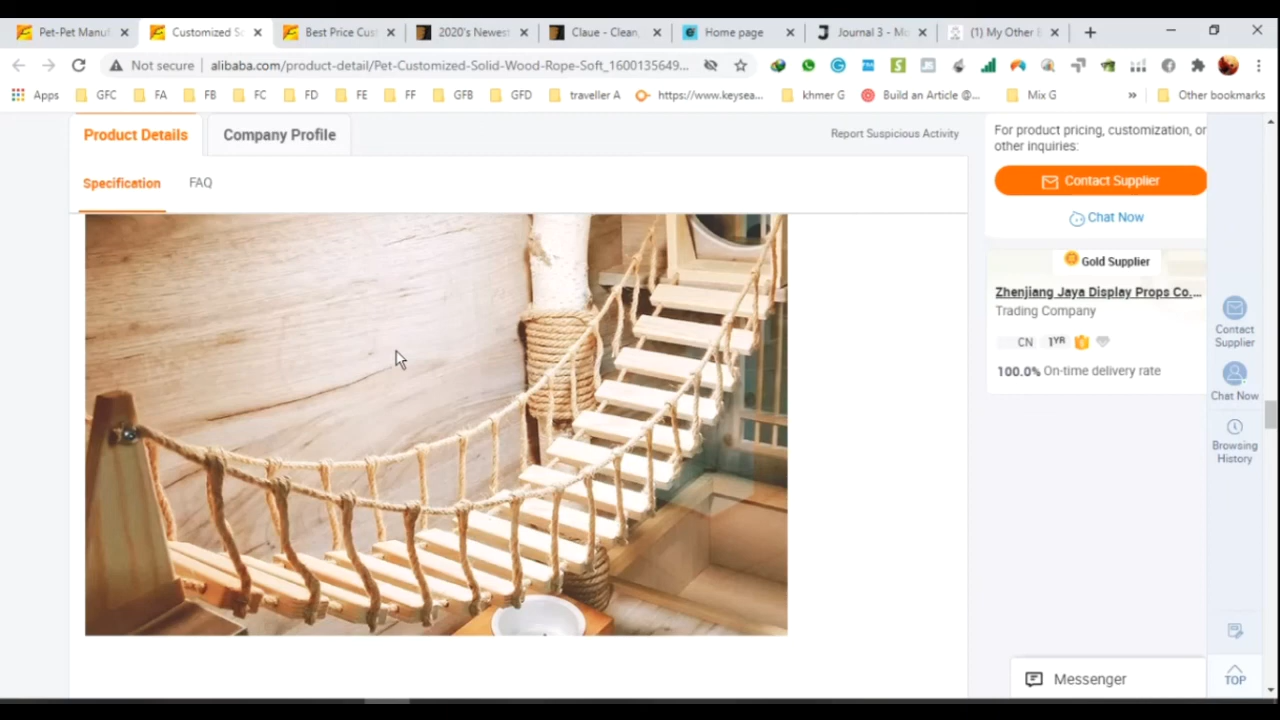 Pet-Pet Manuf
Customized So
Best Price Cus
2020's Newest
Claue - Clean,
Home page
Journal 3 - Mo
(1) My Other B
Not secure
alibaba.com/product-detail/Pet-Customized-Solid-Wood-Rope-Soft_1600135649...
Apps
GFC
FA
FB
FC
FD
FE
FF
GFB
GFD
traveller A
https://www.keysea...
khmer G
Build an Article @...
Mix G
»
Other bookmarks
Product Details
Company Profile
Report Suspicious Activity
Specification
FAQ
For product pricing, customization, or
other inquiries:
Contact Supplier
Chat Now
Gold Supplier
Zhenjiang Jaya Display Props Co....
Trading Company
CN 1YR
100.0% On-time delivery rate
Contact
Supplier
Chat Now
Browsing
History
Messenger
TOP